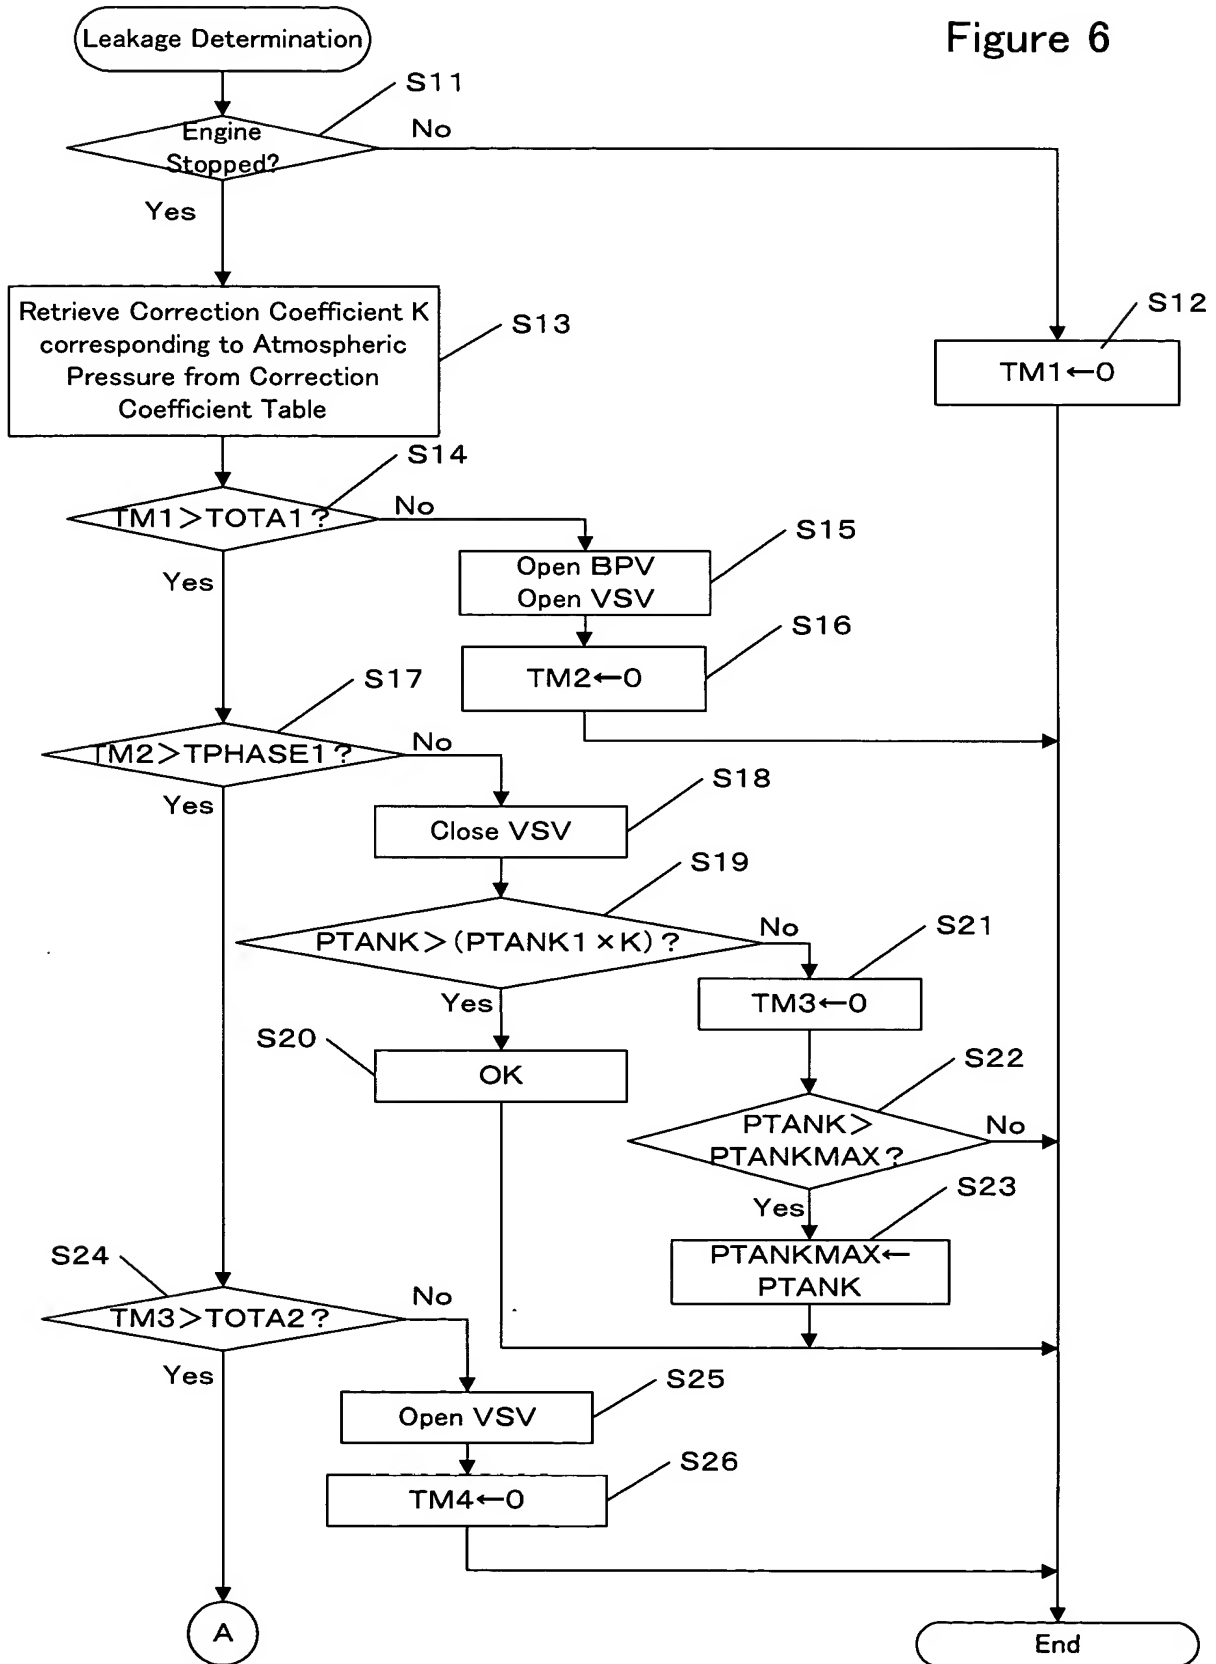 Figure 6
Leakage Determination
S11
Engine
Stopped?
No
Yes
S12
TM1←0
Retrieve Correction Coefficient K
corresponding to Atmospheric
Pressure from Correction
Coefficient Table
S13
S14
TM1>TOTA1?
No
Yes
S15
Open BPV
Open VSV
S16
TM2←0
S17
TM2>TPHASE1?
No
Yes
S18
Close VSV
S19
PTANK>(PTANK1×K)?
No
Yes
S21
TM3←0
S20
OK
S22
PTANK>
PTANKMAX?
No
Yes
S23
PTANKMAX←
PTANK
S24
TM3>TOTA2?
No
Yes
S25
Open VSV
S26
TM4←0
A
End